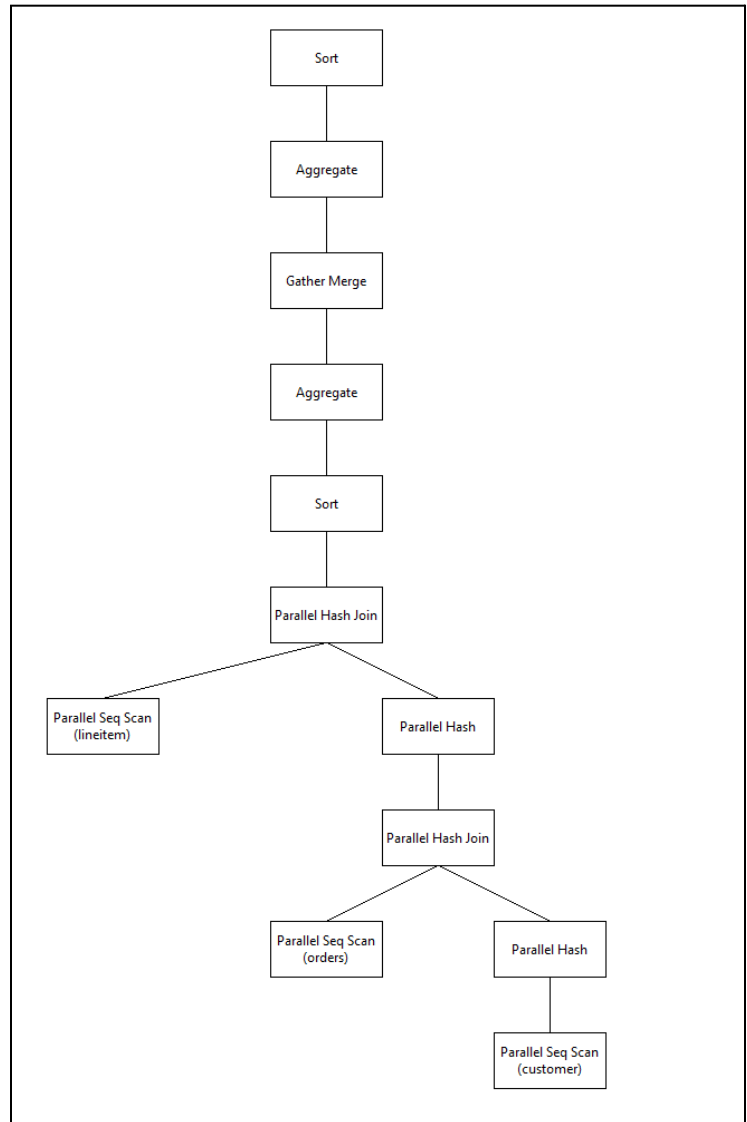 Sort
Aggregate
Gather Merge
Aggregate
Sort
Parallel Hash Join
Parallel Seq Scan
(lineitem)
Parallel Hash
Parallel Hash Join
Parallel Seq Scan
(orders)
Parallel Hash
Parallel Seq Scan
(customer)